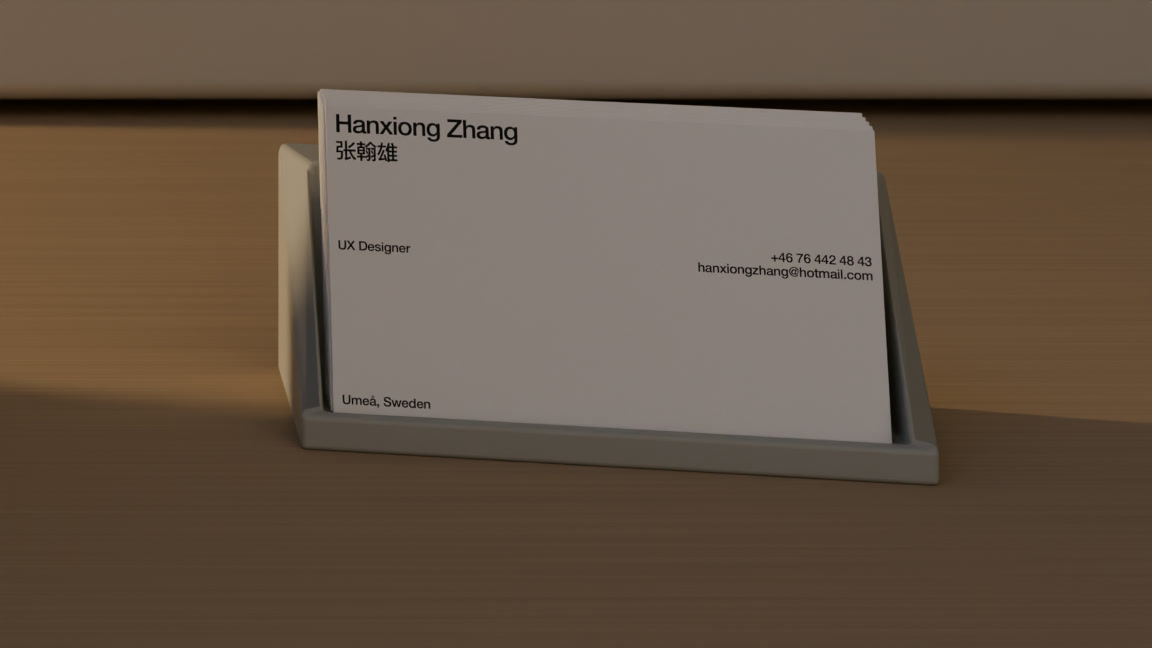 Hanxiong Zhang
张翰雄
UX Designer
+46 76 442 48 43
hanxiongzhang@hotmail.com
Umeå, Sweden